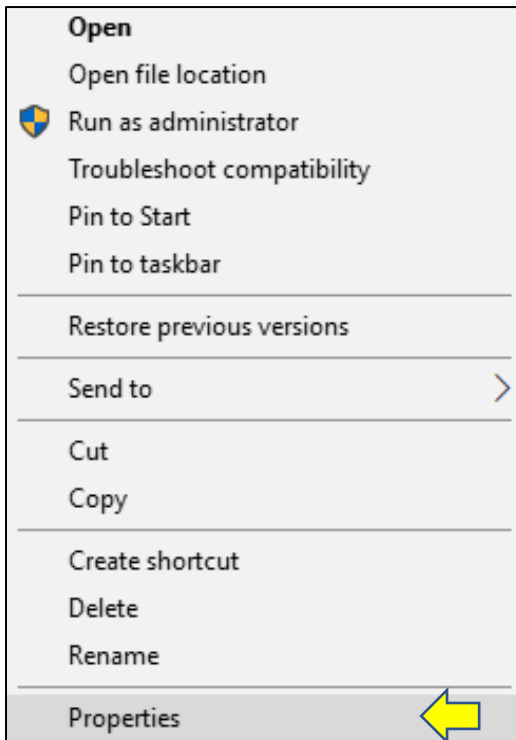 Open
Open file location
Run as administrator
Troubleshoot compatibility
Pin to Start
Pin to taskbar
Restore previous versions
Send to
Cut
Copy
Create shortcut
Delete
Rename
Properties